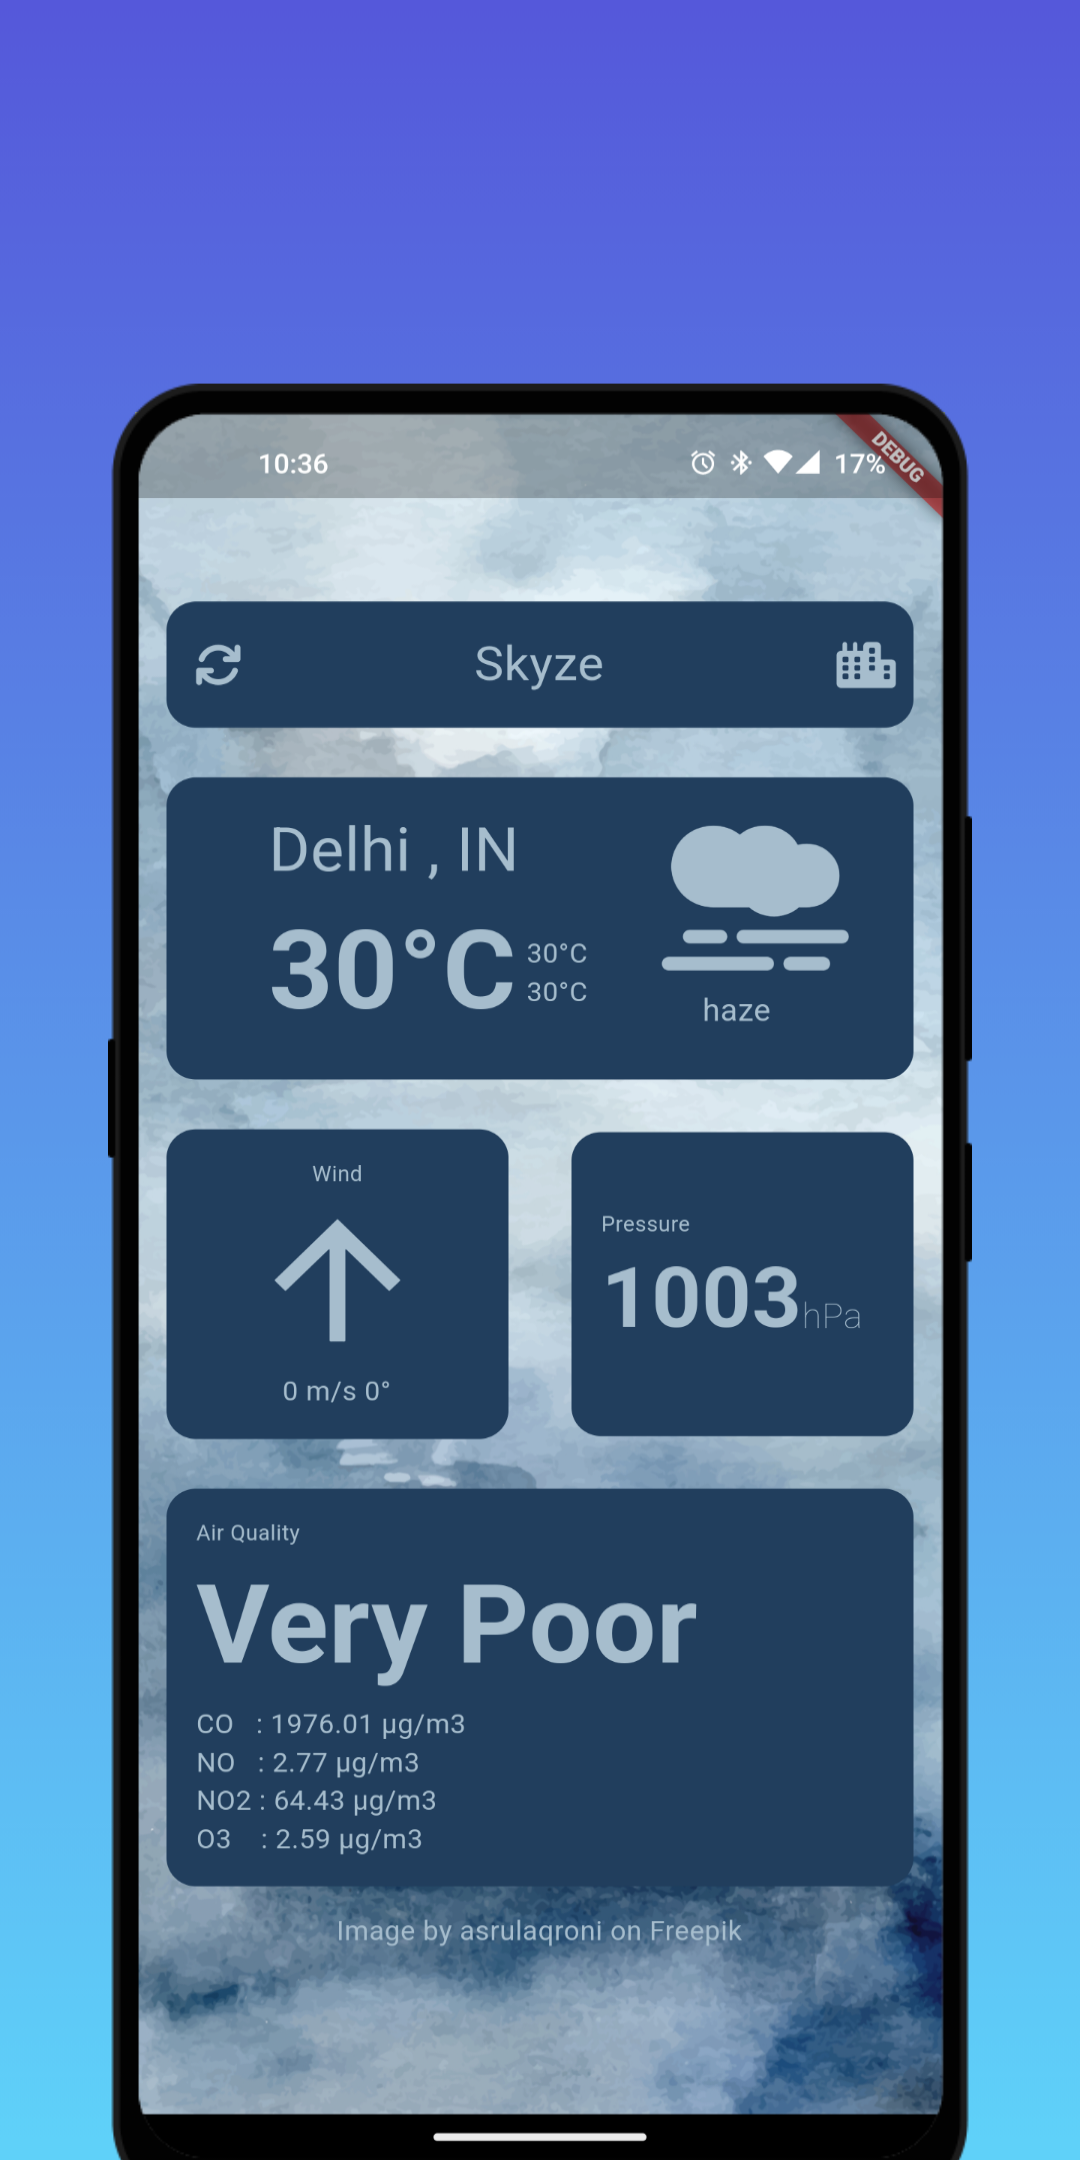 10:36
17%
DEBUG
Skyze
Delhi , IN
30°C
30°C
30°C
haze
Wind
0 m/s 0°
Pressure
1003hPa
Air Quality
Very Poor
CO : 1976.01 µg/m3
NO : 2.77 µg/m3
NO2 : 64.43 µg/m3
O3 : 2.59 µg/m3
Image by asrulaqroni on Freepik